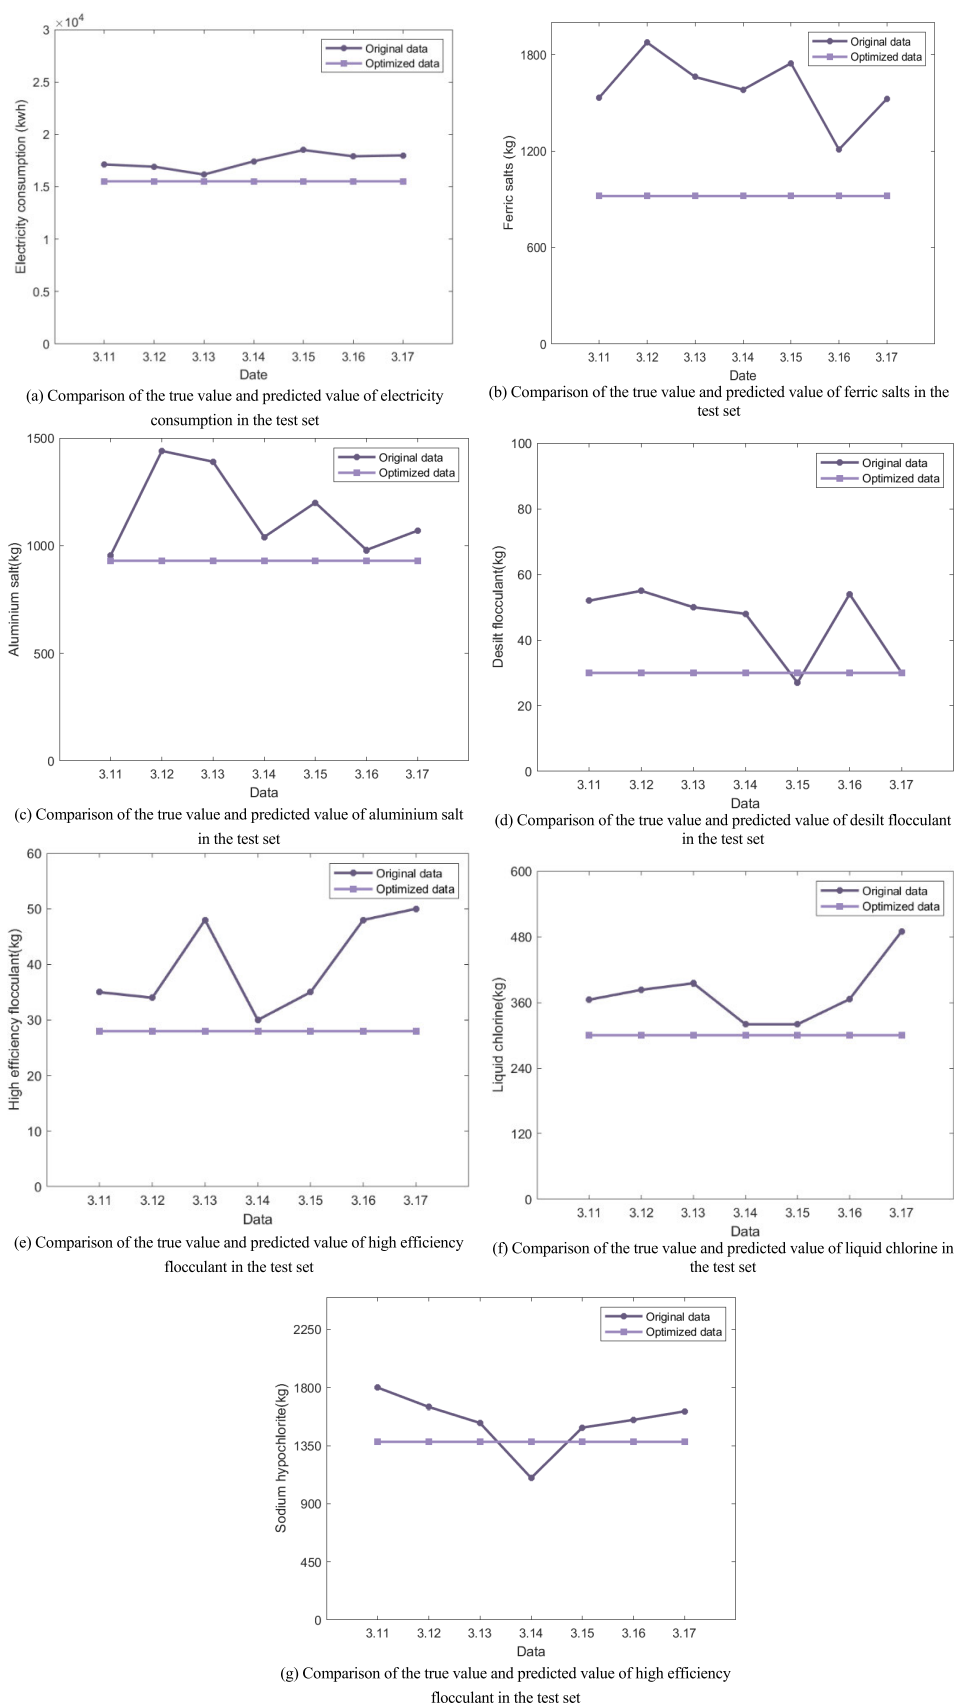 ×10⁴
3
2.5
2
1.5
1
0.5
0
Electricity consumption (kwh)
Original data
Optimized data
3.11 3.12 3.13 3.14 3.15 3.16 3.17
Date
(a) Comparison of the true value and predicted value of electricity
consumption in the test set
1800
1200
600
0
Ferric salts (kg)
Original data
Optimized data
3.11 3.12 3.13 3.14 3.15 3.16 3.17
Date
(b) Comparison of the true value and predicted value of ferric salts in the
test set
1500
1000
500
0
Aluminium salt(kg)
Original data
Optimized data
3.11 3.12 3.13 3.14 3.15 3.16 3.17
Data
(c) Comparison of the true value and predicted value of aluminium salt
in the test set
100
80
60
40
20
0
Desilt flocculant(kg)
Original data
Optimized data
3.11 3.12 3.13 3.14 3.15 3.16 3.17
Data
(d) Comparison of the true value and predicted value of desilt flocculant
in the test set
60
50
40
30
20
10
0
High efficiency flocculant(kg)
Original data
Optimized data
3.11 3.12 3.13 3.14 3.15 3.16 3.17
Data
(e) Comparison of the true value and predicted value of high efficiency
flocculant in the test set
600
480
360
240
120
0
Liquid chlorine(kg)
Original data
Optimized data
3.11 3.12 3.13 3.14 3.15 3.16 3.17
Data
(f) Comparison of the true value and predicted value of liquid chlorine in
the test set
2250
1800
1350
900
450
0
Sodium hypochlorite(kg)
Original data
Optimized data
3.11 3.12 3.13 3.14 3.15 3.16 3.17
Data
(g) Comparison of the true value and predicted value of high efficiency
flocculant in the test set